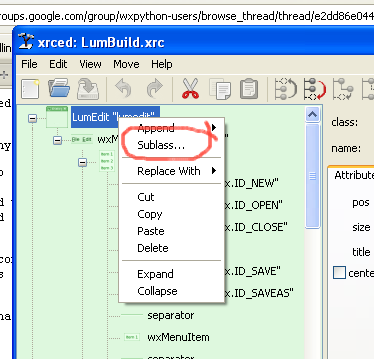 roups.google.com/group/wxpython-users/browse_thread/thread/e2dd86e044
xrced: LumBuild.xrc
File Edit View Move Help
LumEdit "lumedit"
class:
Append
wxM
Sublass...
name:
Replace With
Attribute
x.ID_NEW"
pos
Cut
x.ID_OPEN"
Copy
x.ID_CLOSE"
size
Paste
Delete
title
x.ID_SAVE"
cente
Expand
x.ID_SAVEAS"
Collapse
separator
wxMenuItem
separator